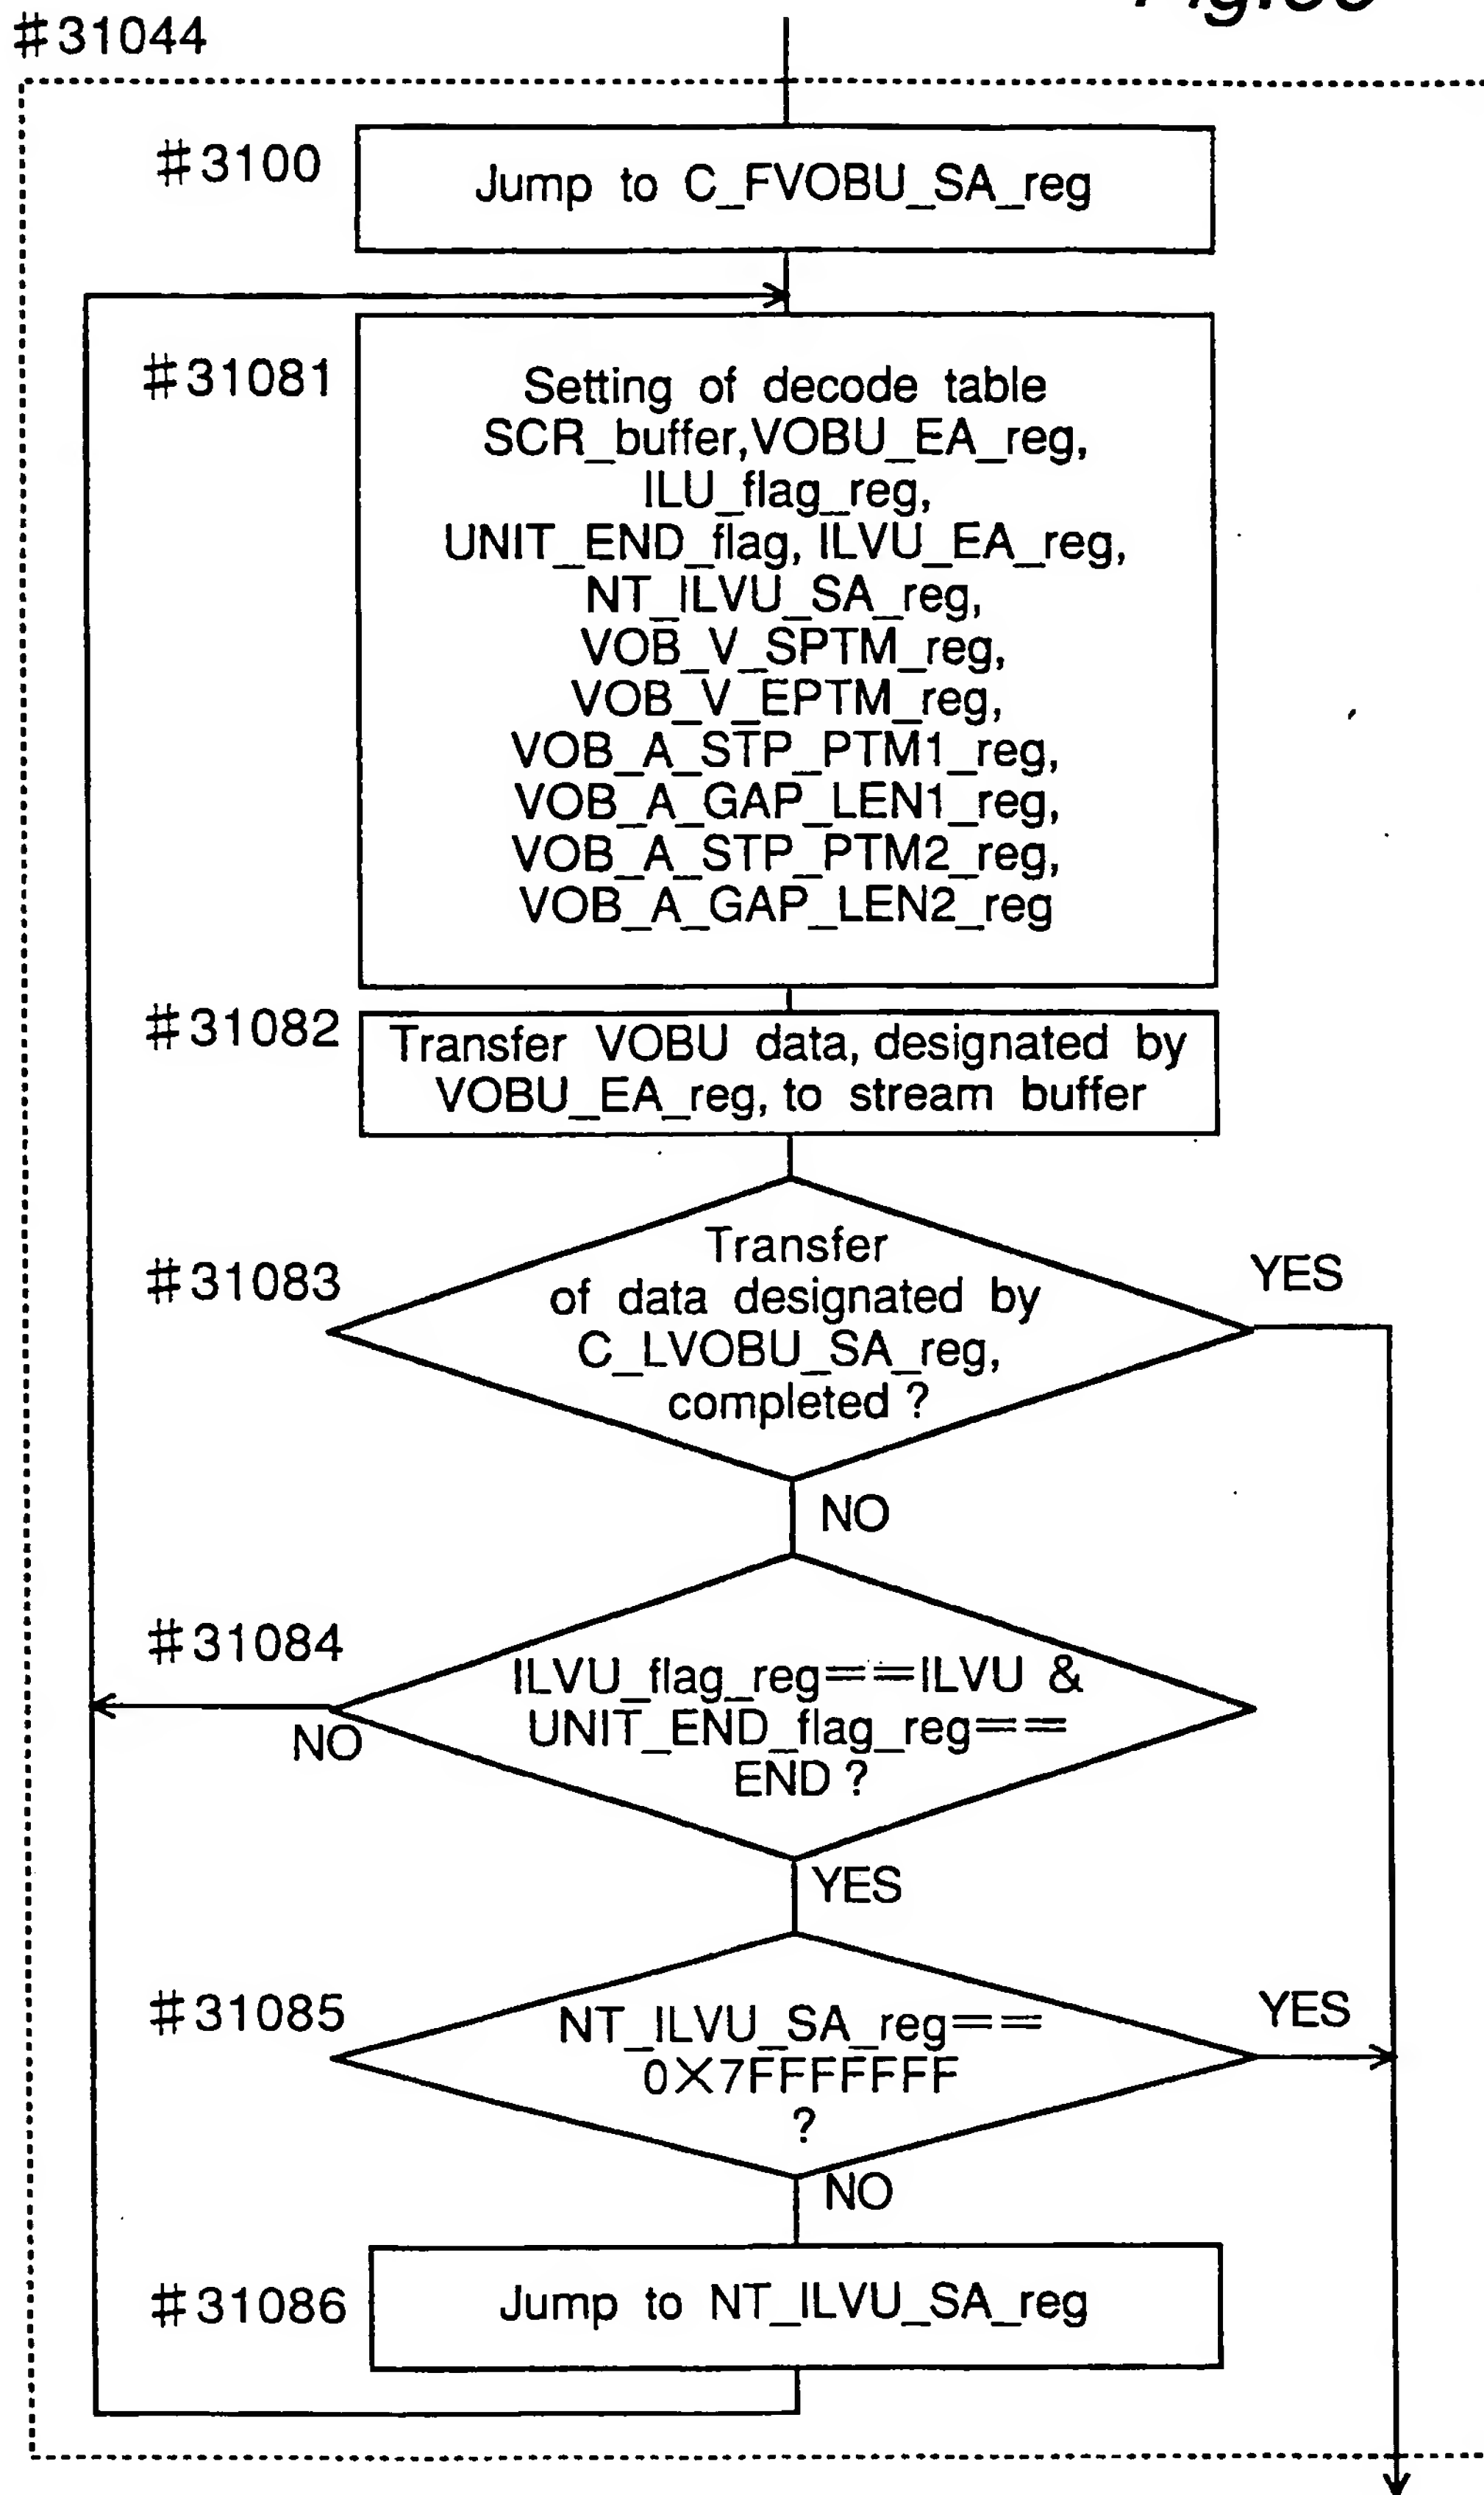 #31044
#3100
Jump to C_FVOBU_SA_reg
#31081
Setting of decode table
SCR_buffer,VOBU_EA_reg,
ILU_flag_reg,
UNIT_END_flag, ILVU_EA_reg,
NT_ILVU_SA_reg,
VOB_V_SPTM_reg,
VOB_V_EPTM_reg,
VOB_A_STP_PTM1_reg,
VOB_A_GAP_LEN1_reg,
VOB_A_STP_PTM2_reg,
VOB_A_GAP_LEN2_reg
#31082
Transfer VOBU data, designated by
VOBU_EA_reg, to stream buffer
#31083
Transfer
of data designated by
C_LVOBU_SA_reg,
completed ?
YES
NO
#31084
ILVU_flag_reg==ILVU &
UNIT_END_flag_reg==
END ?
NO
YES
#31085
NT_ILVU_SA_reg==
0X7FFFFFFF
?
YES
NO
#31086
Jump to NT_ILVU_SA_reg